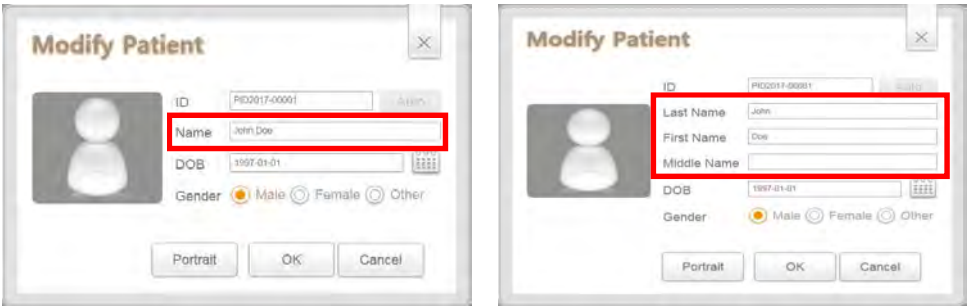 Modify Patient
ID PID2017-00001 Auto
Name John Doe
DOB 1997-01-01
Gender Male Female Other
Portrait OK Cancel
Modify Patient
ID PID2017-00001 Auto
Last Name John
First Name Doe
Middle Name
DOB 1997-01-01
Gender Male Female Other
Portrait OK Cancel